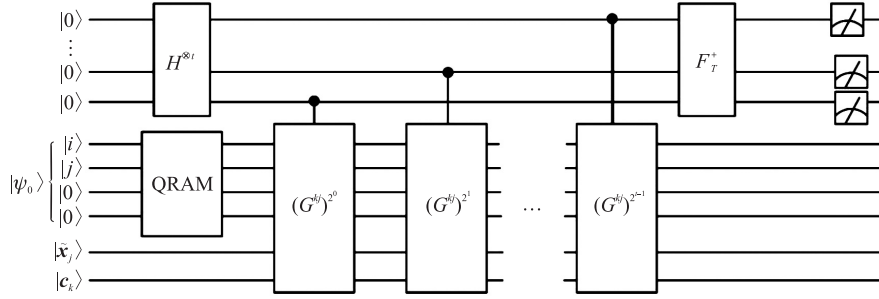 |0⟩
⋮
|0⟩
|0⟩
H^{⊗t}
F_T^+
|ψ_0⟩
|i⟩
|j⟩
|0⟩
|0⟩
QRAM
(G^{kj})^{2^0}
(G^{kj})^{2^1}
…
(G^{kj})^{2^{t-1}}
|x̃_j⟩
|c_k⟩